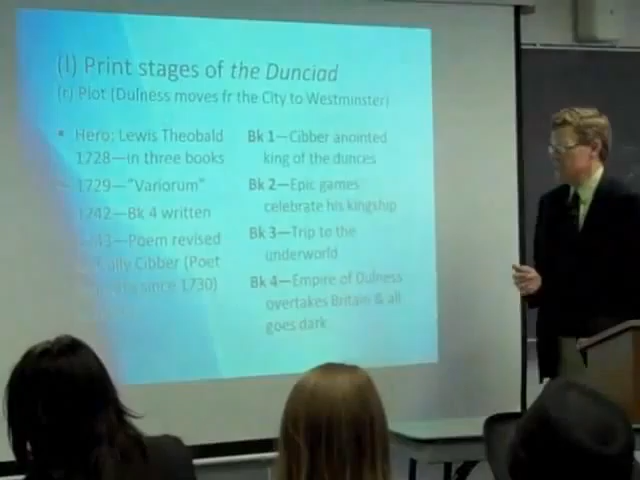 (l) Print stages of the Dunciad
(r) Plot (Dulness moves fr the City to Westminster)
Hero: Lewis Theobald
1728—in three books
1729—"Variorum"
1742—Bk 4 written
Poem revised
Cibber (Poet
since 1730)
Bk 1—Cibber anointed
king of the dunces
Bk 2—Epic games
celebrate his kingship
Bk 3—Trip to the
underworld
Bk 4—Empire of Dulness
overtakes Britain & all
goes dark